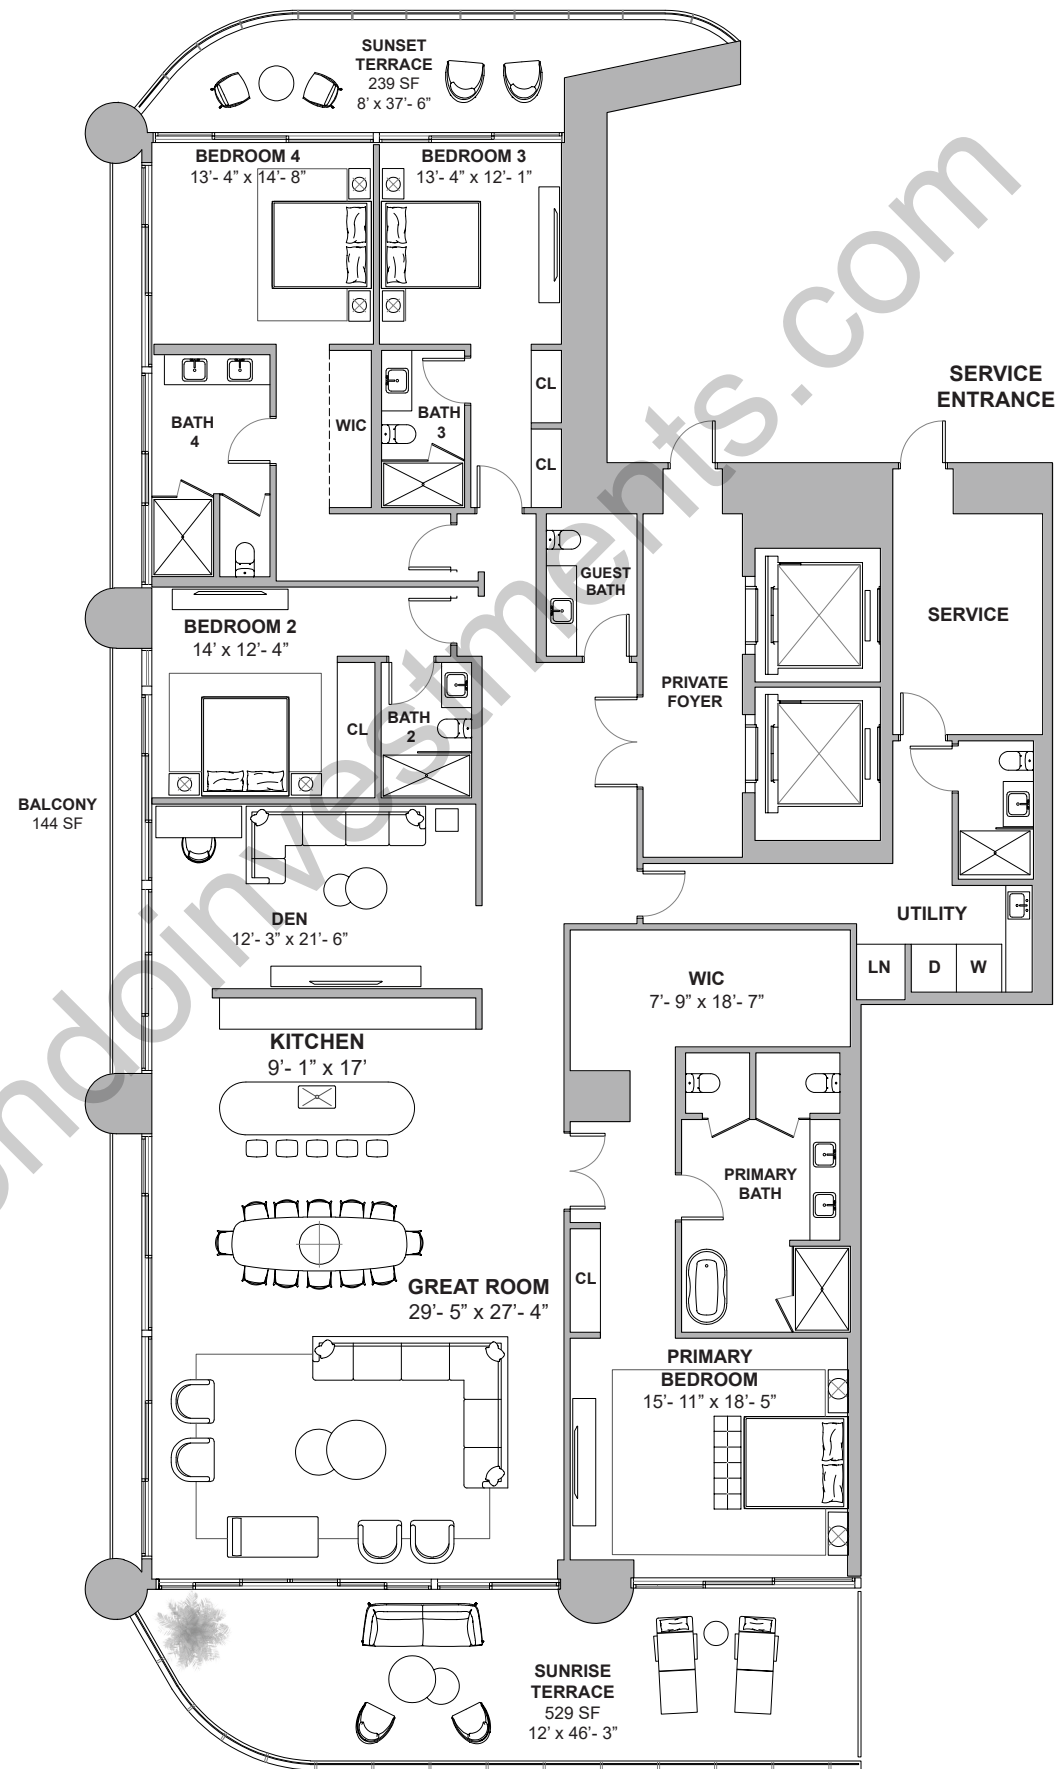 SUNSET
TERRACE
239 SF
8’ x 37’- 6”
BEDROOM 4
13’- 4” x 14’- 8”
BEDROOM 3
13’- 4” x 12’- 1”
SERVICE
ENTRANCE
CL
BATH
4
WIC
BATH
3
CL
GUEST
BATH
SERVICE
BEDROOM 2
14’ x 12’- 4”
PRIVATE
FOYER
CL
BATH
2
BALCONY
144 SF
DEN
12’- 3” x 21’- 6”
UTILITY
LN
D
W
WIC
7’- 9” x 18’- 7”
KITCHEN
9’- 1” x 17’
PRIMARY
BATH
CL
GREAT ROOM
29’- 5” x 27’- 4”
PRIMARY
BEDROOM
15’- 11” x 18’- 5”
SUNRISE
TERRACE
529 SF
12’ x 46’- 3”
ndoinvestments.com